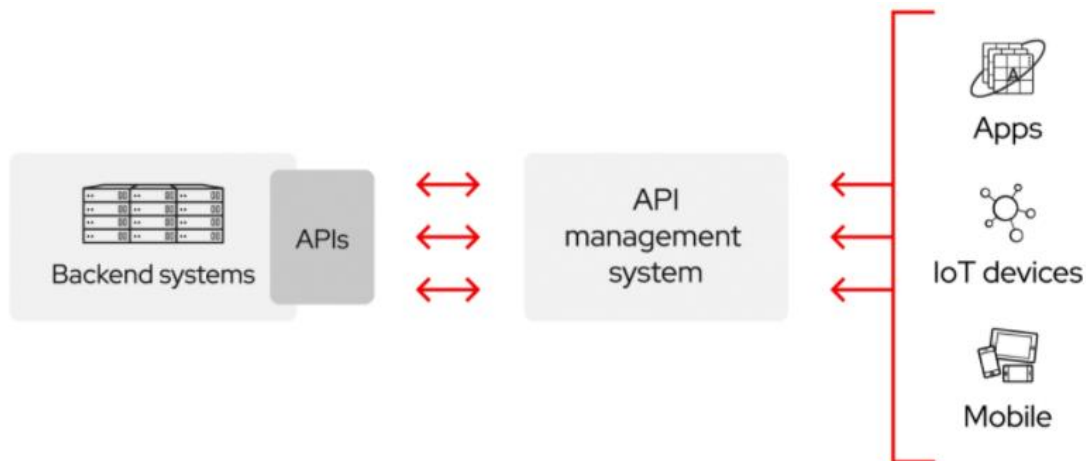 Backend systems
APIs
API
management
system
A
Apps
IoT devices
Mobile